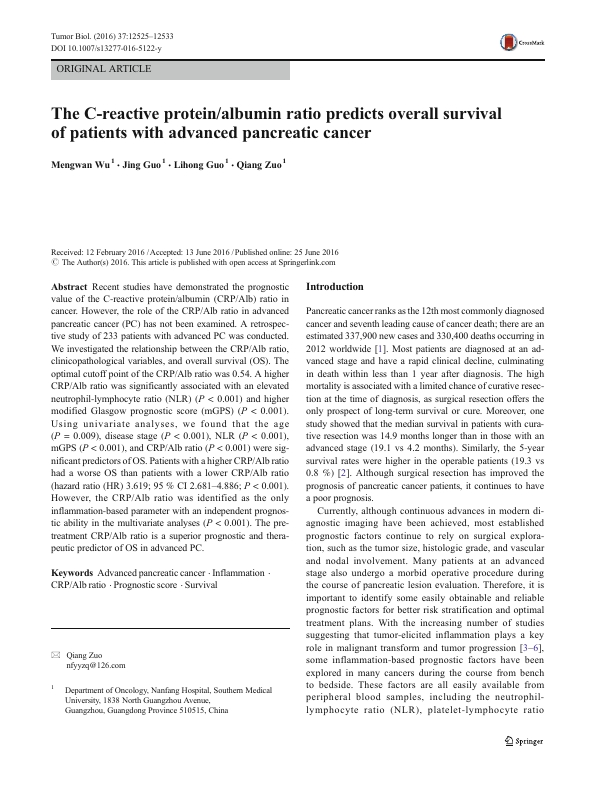 Tumor Biol. (2016) 37:12525–12533
DOI 10.1007/s13277-016-5122-y
CrossMark
ORIGINAL ARTICLE
The C-reactive protein/albumin ratio predicts overall survival
of patients with advanced pancreatic cancer
Mengwan Wu1 · Jing Guo1 · Lihong Guo1 · Qiang Zuo1
Received: 12 February 2016 / Accepted: 13 June 2016 / Published online: 25 June 2016
© The Author(s) 2016. This article is published with open access at Springerlink.com
Abstract Recent studies have demonstrated the prognostic
value of the C-reactive protein/albumin (CRP/Alb) ratio in
cancer. However, the role of the CRP/Alb ratio in advanced
pancreatic cancer (PC) has not been examined. A retrospec-
tive study of 233 patients with advanced PC was conducted.
We investigated the relationship between the CRP/Alb ratio,
clinicopathological variables, and overall survival (OS). The
optimal cutoff point of the CRP/Alb ratio was 0.54. A higher
CRP/Alb ratio was significantly associated with an elevated
neutrophil-lymphocyte ratio (NLR) (P < 0.001) and higher
modified Glasgow prognostic score (mGPS) (P < 0.001).
Using univariate analyses, we found that the age
(P = 0.009), disease stage (P < 0.001), NLR (P < 0.001),
mGPS (P < 0.001), and CRP/Alb ratio (P < 0.001) were sig-
nificant predictors of OS. Patients with a higher CRP/Alb ratio
had a worse OS than patients with a lower CRP/Alb ratio
(hazard ratio (HR) 3.619; 95 % CI 2.681–4.886; P < 0.001).
However, the CRP/Alb ratio was identified as the only
inflammation-based parameter with an independent prognos-
tic ability in the multivariate analyses (P < 0.001). The pre-
treatment CRP/Alb ratio is a superior prognostic and thera-
peutic predictor of OS in advanced PC.
Keywords Advanced pancreatic cancer · Inflammation ·
CRP/Alb ratio · Prognostic score · Survival
Qiang Zuo
nfyyzq@126.com
1 Department of Oncology, Nanfang Hospital, Southern Medical
University, 1838 North Guangzhou Avenue,
Guangzhou, Guangdong Province 510515, China
Introduction
Pancreatic cancer ranks as the 12th most commonly diagnosed
cancer and seventh leading cause of cancer death; there are an
estimated 337,900 new cases and 330,400 deaths occurring in
2012 worldwide [1]. Most patients are diagnosed at an ad-
vanced stage and have a rapid clinical decline, culminating
in death within less than 1 year after diagnosis. The high
mortality is associated with a limited chance of curative resec-
tion at the time of diagnosis, as surgical resection offers the
only prospect of long-term survival or cure. Moreover, one
study showed that the median survival in patients with cura-
tive resection was 14.9 months longer than in those with an
advanced stage (19.1 vs 4.2 months). Similarly, the 5-year
survival rates were higher in the operable patients (19.3 vs
0.8 %) [2]. Although surgical resection has improved the
prognosis of pancreatic cancer patients, it continues to have
a poor prognosis.
Currently, although continuous advances in modern di-
agnostic imaging have been achieved, most established
prognostic factors continue to rely on surgical explora-
tion, such as the tumor size, histologic grade, and vascular
and nodal involvement. Many patients at an advanced
stage also undergo a morbid operative procedure during
the course of pancreatic lesion evaluation. Therefore, it is
important to identify some easily obtainable and reliable
prognostic factors for better risk stratification and optimal
treatment plans. With the increasing number of studies
suggesting that tumor-elicited inflammation plays a key
role in malignant transform and tumor progression [3–6],
some inflammation-based prognostic factors have been
explored in many cancers during the course from bench
to bedside. These factors are all easily available from
peripheral blood samples, including the neutrophil-
lymphocyte ratio (NLR), platelet-lymphocyte ratio
Springer